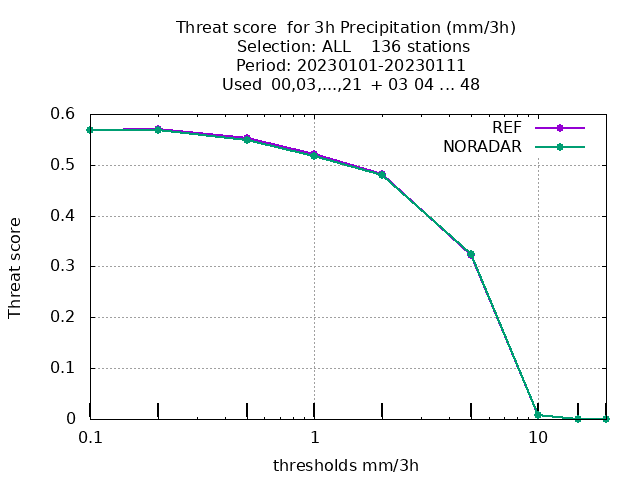 Threat score  for 3h Precipitation (mm/3h)
Selection: ALL    136 stations
Period: 20230101-20230111
Used  00,03,...,21  + 03 04 ... 48
0.6
REF
NORADAR
0.5
0.4
0.3
0.2
0.1
0
Threat score
0.1
1
10
thresholds mm/3h